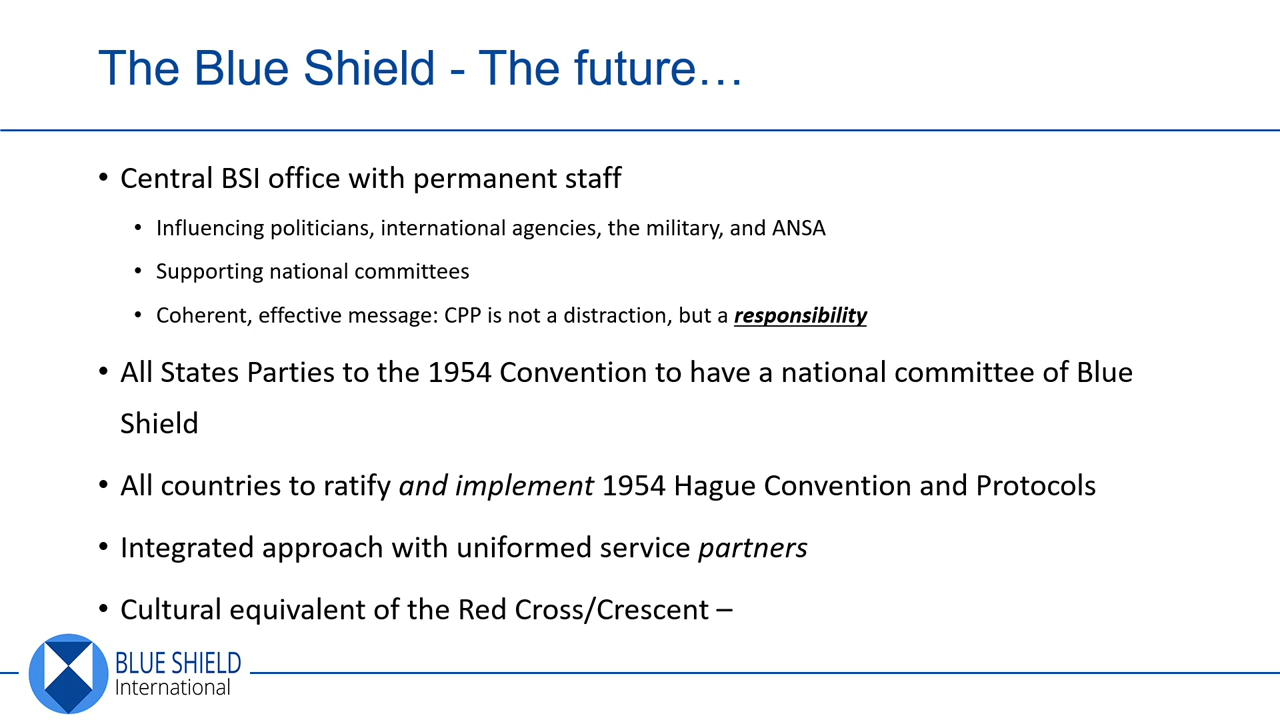 The Blue Shield - The future…
• Central BSI office with permanent staff
• Influencing politicians, international agencies, the military, and ANSA
• Supporting national committees
• Coherent, effective message: CPP is not a distraction, but a responsibility
• All States Parties to the 1954 Convention to have a national committee of Blue
Shield
• All countries to ratify and implement 1954 Hague Convention and Protocols
• Integrated approach with uniformed service partners
• Cultural equivalent of the Red Cross/Crescent –
BLUE SHIELD
International